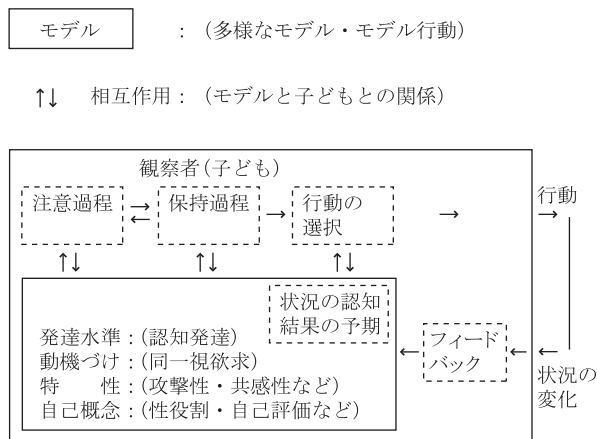 モデル : （多様なモデル・モデル行動）
↑↓ 相互作用 : （モデルと子どもとの関係）
観察者（子ども）
注意過程 →← 保持過程 → 行動の選択 → → 行動
↑↓ ↑↓ ↑↓
状況の認知
結果の予期
発達水準 :（認知発達）
動機づけ :（同一視欲求）
特　　性 :（攻撃性・共感性など）
自己概念 :（性役割・自己評価など）
← フィードバック ←←
状況の
変化